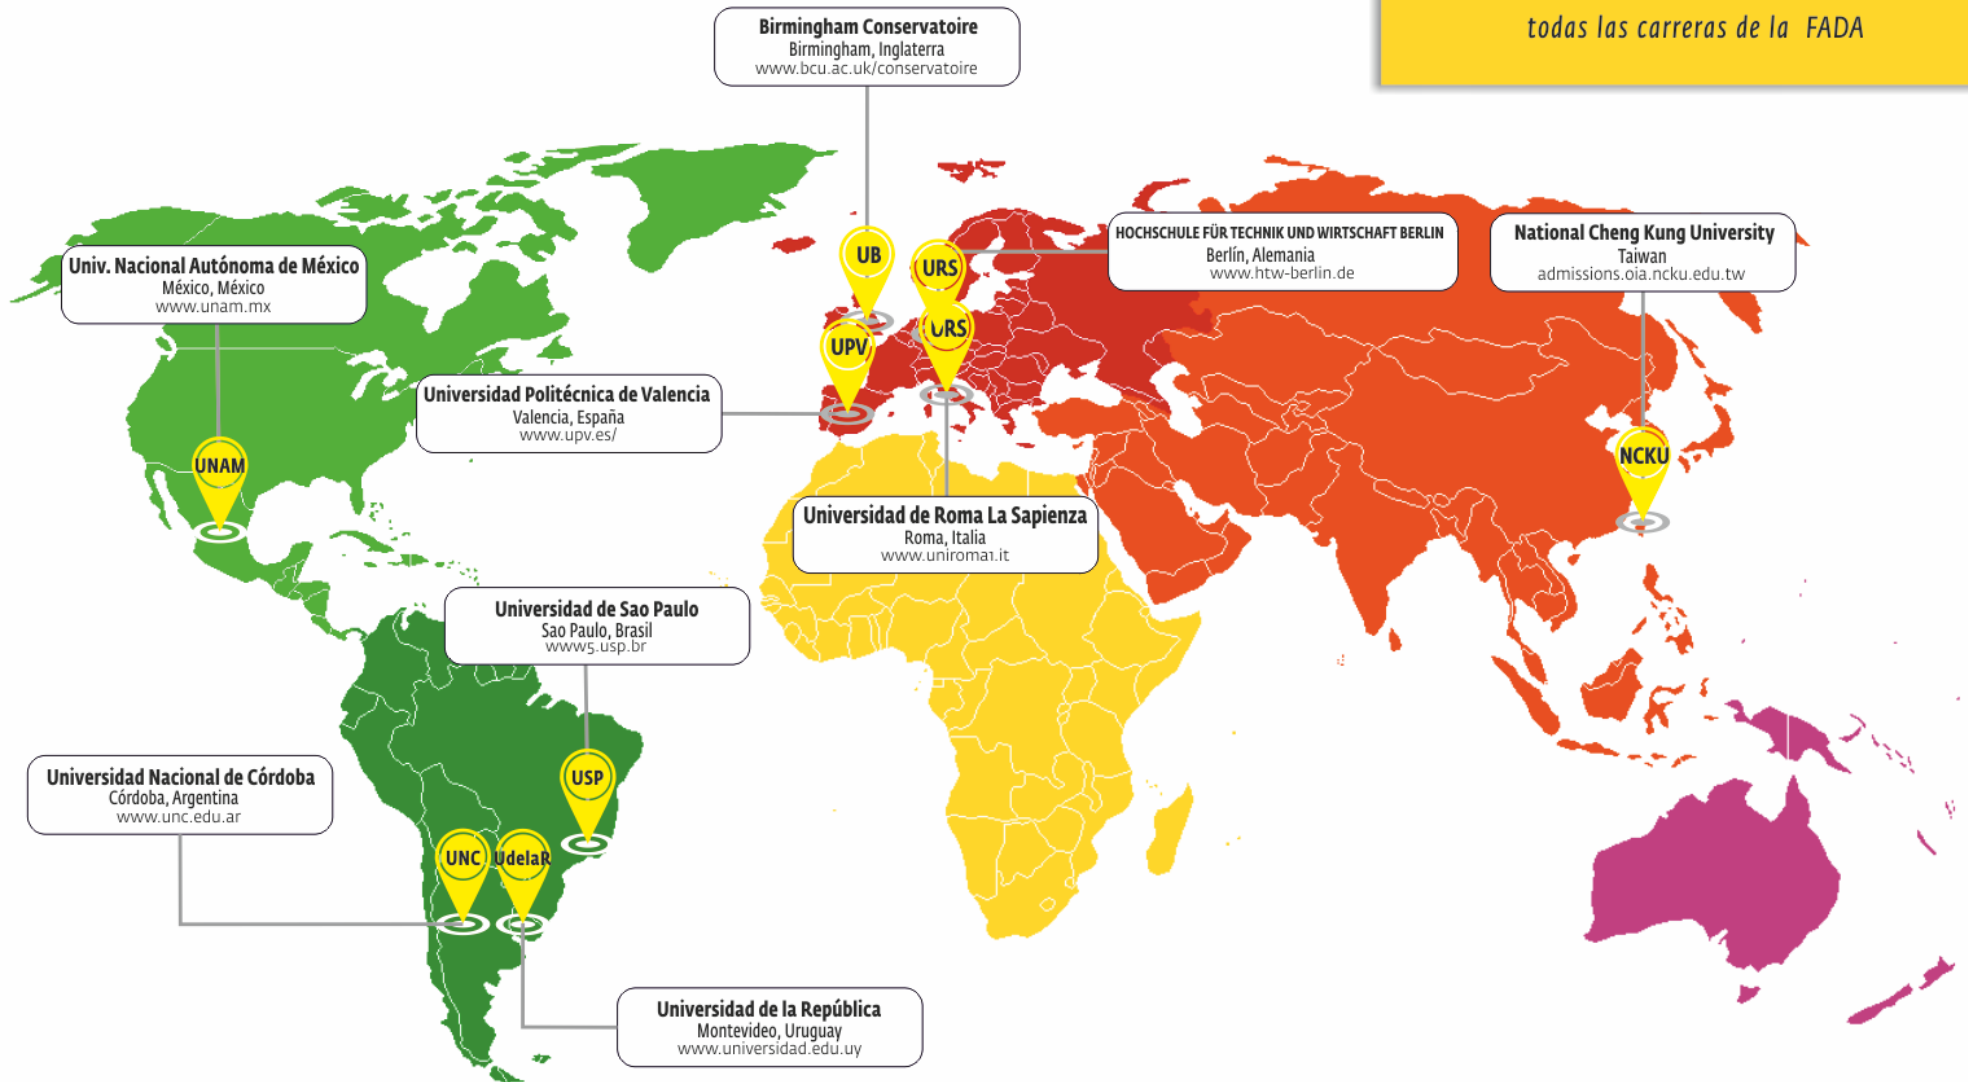 todas las carreras de la FADA
Birmingham Conservatoire
Birmingham, Inglaterra
www.bcu.ac.uk/conservatoire
HOCHSCHULE FÜR TECHNIK UND WIRTSCHAFT BERLIN
Berlín, Alemania
www.htw-berlin.de
National Cheng Kung University
Taiwan
admissions.oia.ncku.edu.tw
Univ. Nacional Autónoma de México
México, México
www.unam.mx
UB
URS
URS
UPV
Universidad Politécnica de Valencia
Valencia, España
www.upv.es/
UNAM
NCKU
Universidad de Roma La Sapienza
Roma, Italia
www.uniroma1.it
Universidad de Sao Paulo
Sao Paulo, Brasil
www5.usp.br
Universidad Nacional de Córdoba
Córdoba, Argentina
www.unc.edu.ar
USP
UNC
UdelaR
Universidad de la República
Montevideo, Uruguay
www.universidad.edu.uy